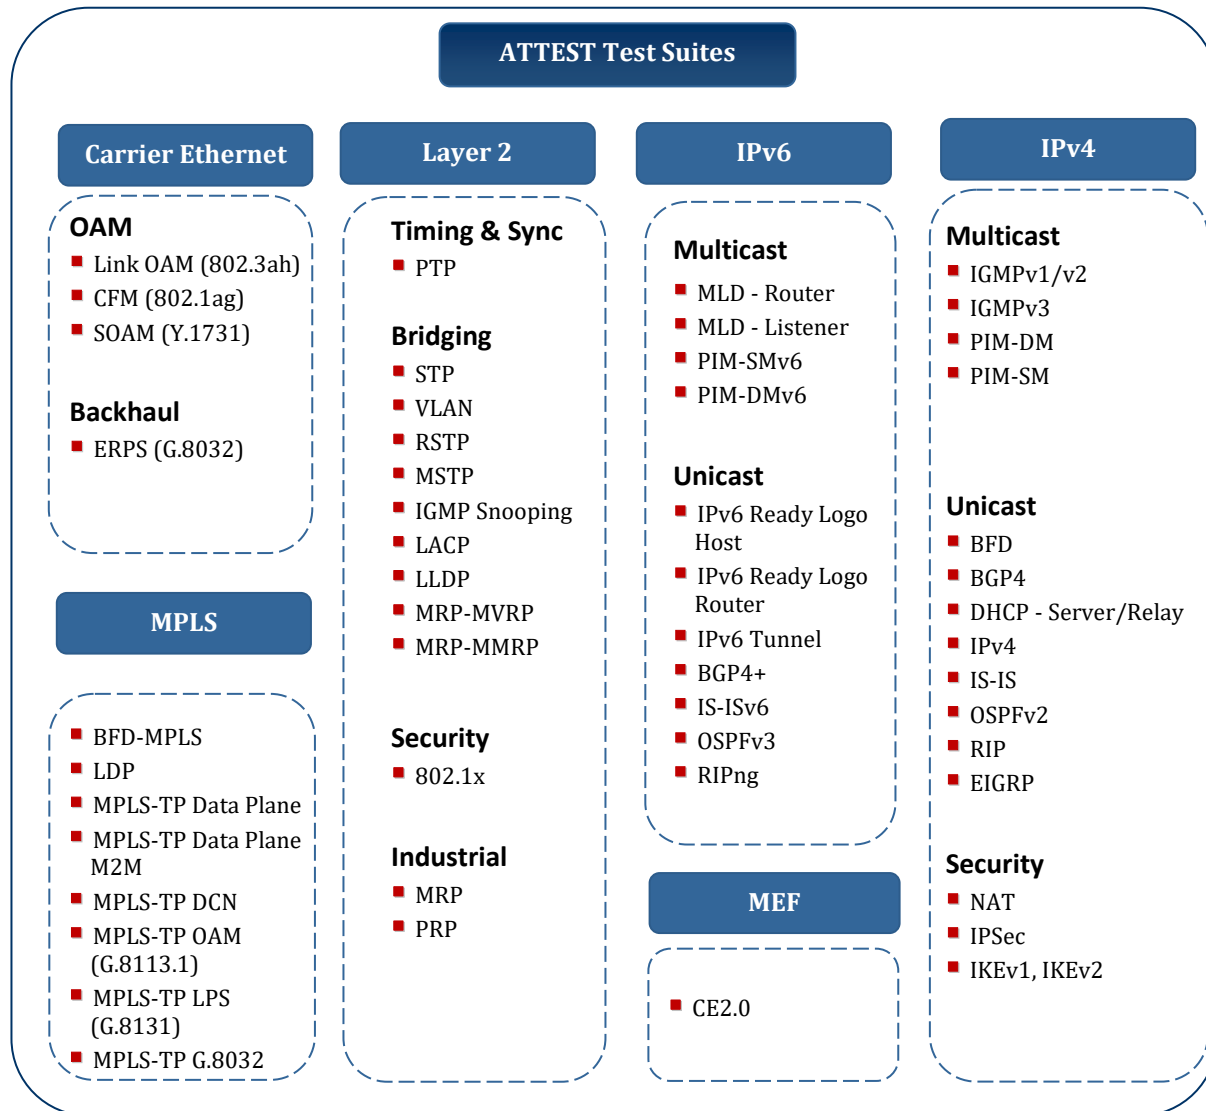 ATTEST Test Suites
Carrier Ethernet
OAM
Link OAM (802.3ah)
CFM (802.1ag)
SOAM (Y.1731)
Backhaul
ERPS (G.8032)
MPLS
BFD-MPLS
LDP
MPLS-TP Data Plane
MPLS-TP Data Plane
M2M
MPLS-TP DCN
MPLS-TP OAM
(G.8113.1)
MPLS-TP LPS
(G.8131)
MPLS-TP G.8032
Layer 2
Timing & Sync
PTP
Bridging
STP
VLAN
RSTP
MSTP
IGMP Snooping
LACP
LLDP
MRP-MVRP
MRP-MMRP
Security
802.1x
Industrial
MRP
PRP
IPv6
Multicast
MLD - Router
MLD - Listener
PIM-SMv6
PIM-DMv6
Unicast
IPv6 Ready Logo
Host
IPv6 Ready Logo
Router
IPv6 Tunnel
BGP4+
IS-ISv6
OSPFv3
RIPng
MEF
CE2.0
IPv4
Multicast
IGMPv1/v2
IGMPv3
PIM-DM
PIM-SM
Unicast
BFD
BGP4
DHCP - Server/Relay
IPv4
IS-IS
OSPFv2
RIP
EIGRP
Security
NAT
IPSec
IKEv1, IKEv2